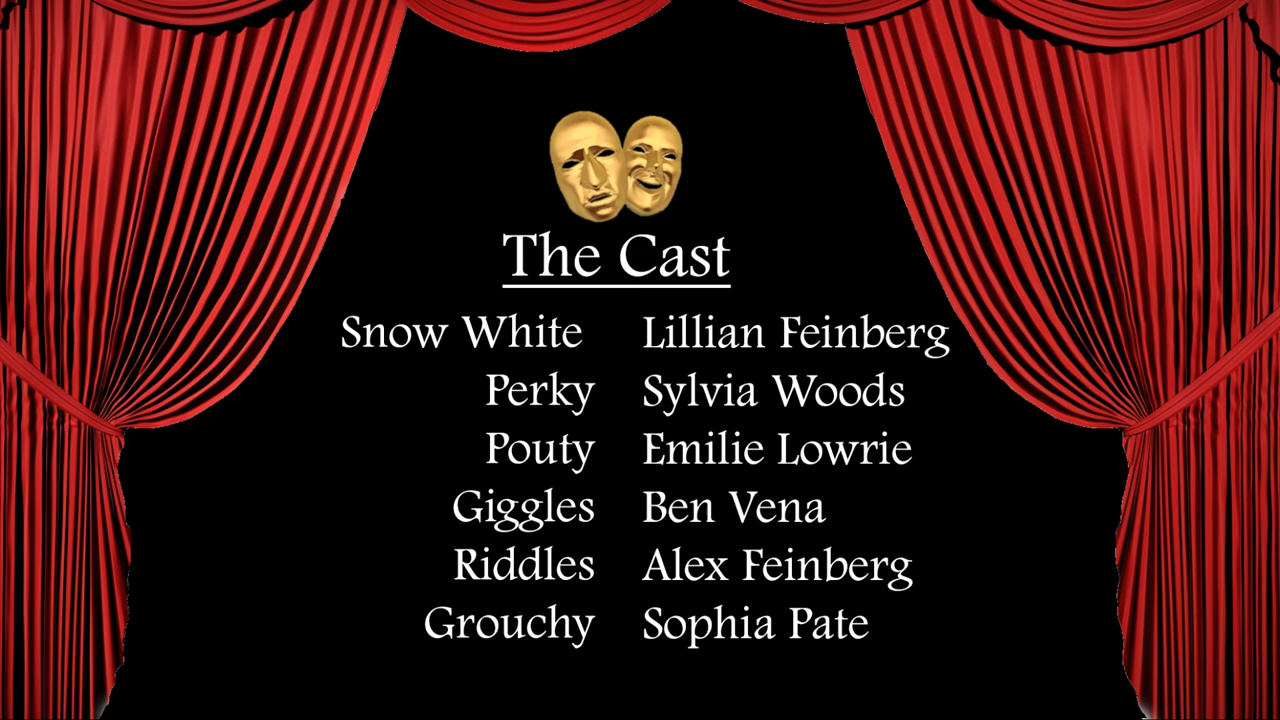 The Cast
Snow White Lillian Feinberg
Perky Sylvia Woods
Pouty Emilie Lowrie
Giggles Ben Vena
Riddles Alex Feinberg
Grouchy Sophia Pate